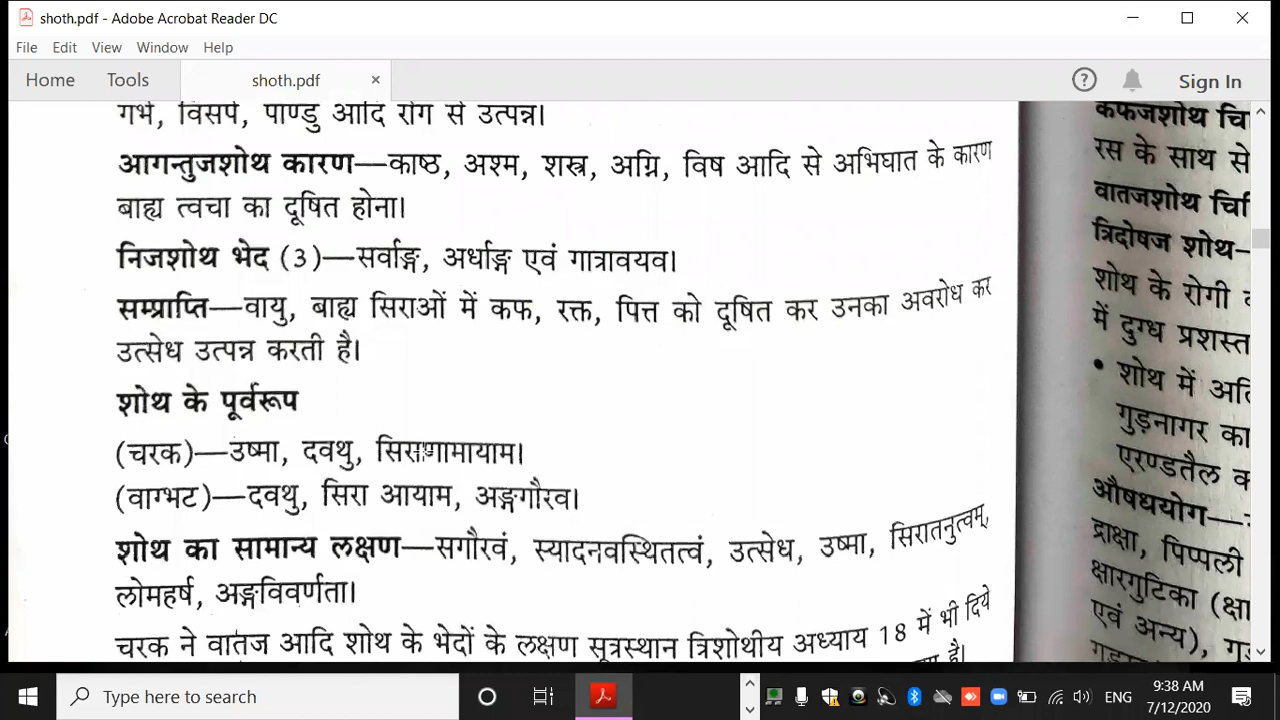 shoth.pdf - Adobe Acrobat Reader DC
File Edit View Window Help
Home Tools shoth.pdf × Sign In
गर्भ, विसर्प, पाण्डु आदि रोग से उत्पन्न।
आगन्तुजशोथ कारण—काष्ठ, अश्म, शस्त्र, अग्नि, विष आदि से अभिघात के कारण
बाह्य त्वचा का दूषित होना।
निजशोथ भेद (3)—सर्वाङ्ग, अर्धाङ्ग एवं गात्रावयव।
सम्प्राप्ति—वायु, बाह्य सिराओं में कफ, रक्त, पित्त को दूषित कर उनका अवरोध कर
उत्सेध उत्पन्न करती है।
शोथ के पूर्वरूप
(चरक)—उष्मा, दवथु, सिराणामायाम।
(वाग्भट)—दवथु, सिरा आयाम, अङ्गगौरव।
शोथ का सामान्य लक्षण—सगौरवं, स्यादनवस्थितत्वं, उत्सेध, उष्मा, सिरातनुत्वम्,
लोमहर्ष, अङ्गविवर्णता।
चरक ने वातज आदि शोथ के भेदों के लक्षण सूत्रस्थान त्रिशोथीय अध्याय 18 में भी दिये
है।
कफजशोथ चि
रस के साथ से
वातजशोथ चि
त्रिदोषज शोथ—
शोथ के रोगी
में दुग्ध प्रशस्त
• शोथ में अ
गुड़नागर का
एरण्डतैल क
औषधयोग—
द्राक्षा, पिप्पली
क्षारगुटिका (क्षा
एवं अन्य), गु
Type here to search
ENG
9:38 AM
7/12/2020